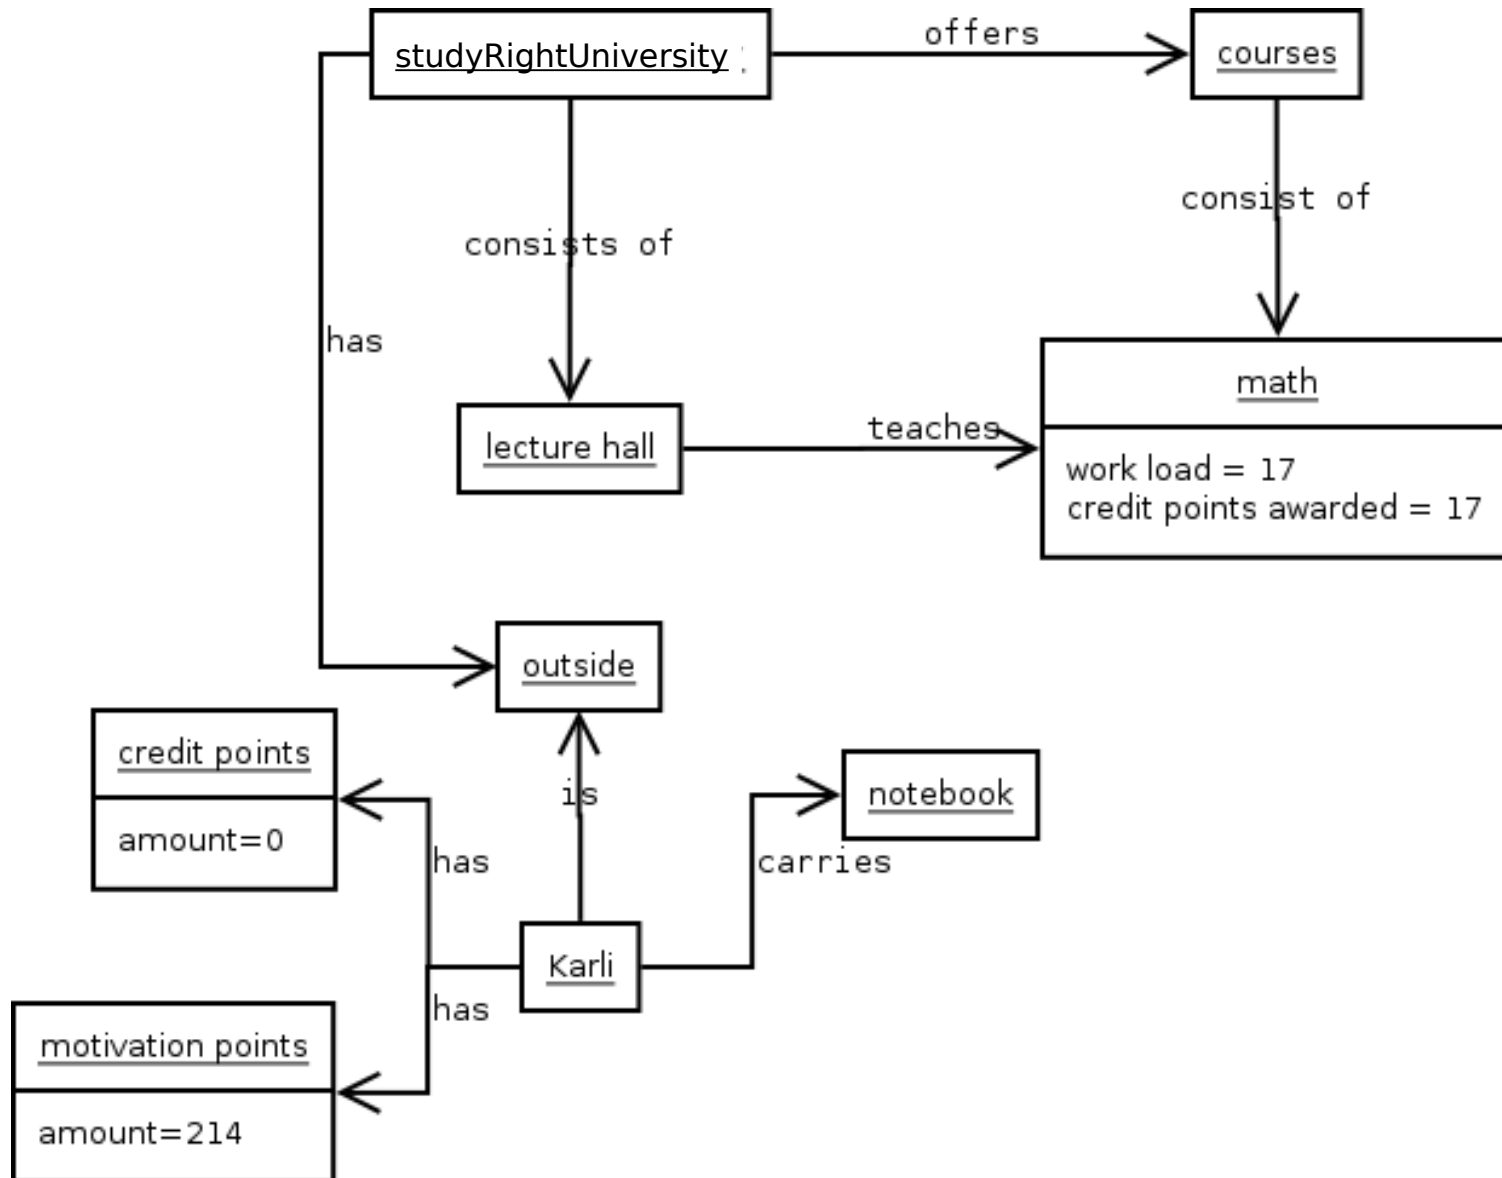 studyRightUniversity :
offers
courses
consist of
consists of
has
math
work load = 17
credit points awarded = 17
lecture hall
teaches
outside
credit points
amount=0
is
notebook
has
carries
Karli
has
motivation points
amount=214